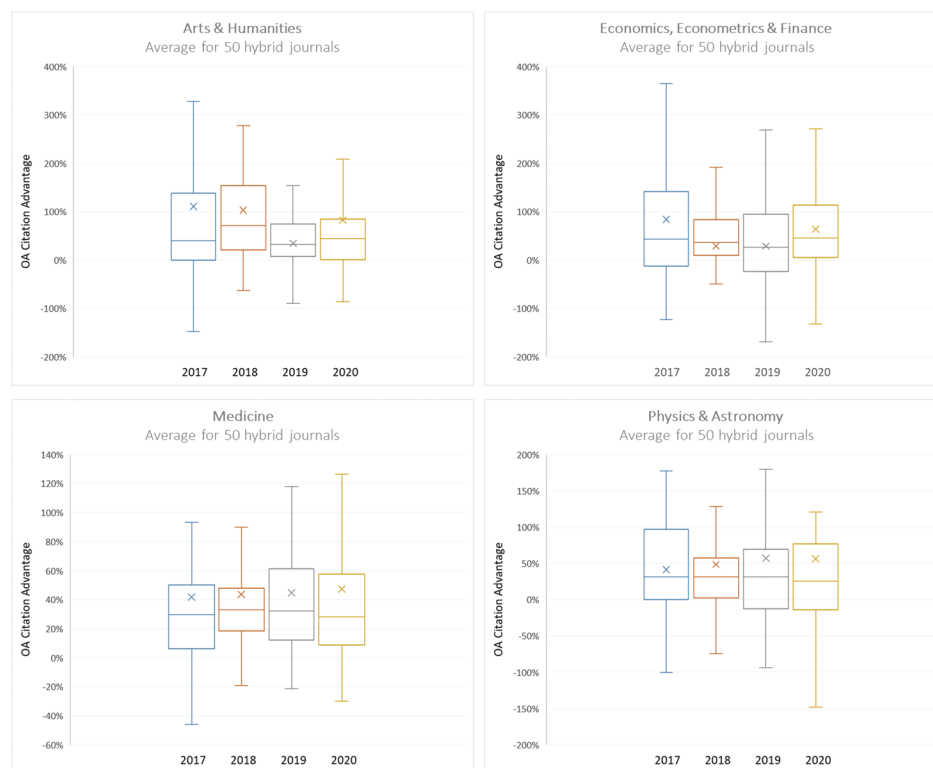 Arts & Humanities
Average for 50 hybrid journals
OA Citation Advantage
400%
300%
200%
100%
0%
-100%
-200%
2017 2018 2019 2020
Economics, Econometrics & Finance
Average for 50 hybrid journals
OA Citation Advantage
400%
300%
200%
100%
0%
-100%
-200%
2017 2018 2019 2020
Medicine
Average for 50 hybrid journals
OA Citation Advantage
140%
120%
100%
80%
60%
40%
20%
0%
-20%
-40%
-60%
2017 2018 2019 2020
Physics & Astronomy
Average for 50 hybrid journals
OA Citation Advantage
200%
150%
100%
50%
0%
-50%
-100%
-150%
-200%
2017 2018 2019 2020